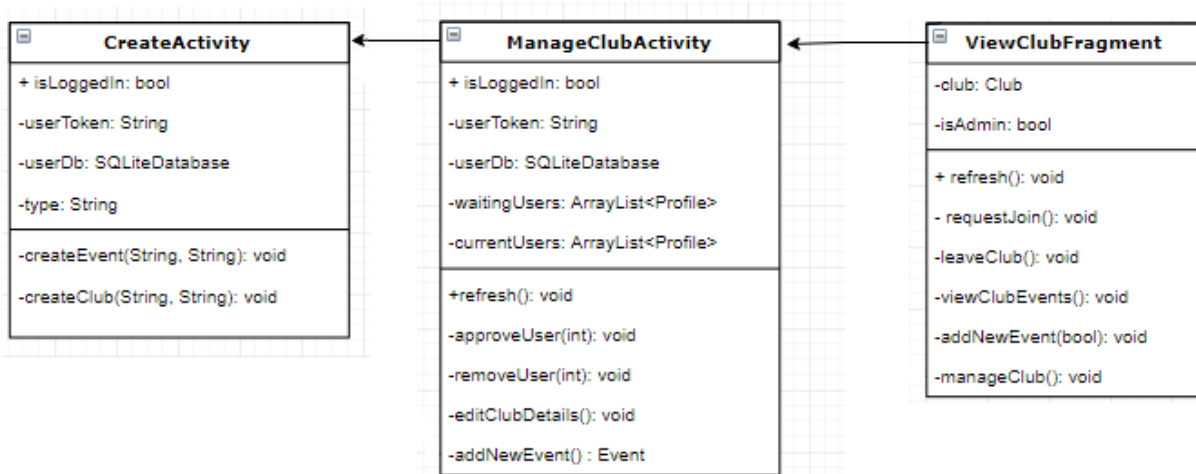 CreateActivity
+ isLoggedIn: bool
-userToken: String
-userDb: SQLiteDatabase
-type: String
-createEvent(String, String): void
-createClub(String, String): void
ManageClubActivity
+ isLoggedIn: bool
-userToken: String
-userDb: SQLiteDatabase
-waitingUsers: ArrayList<Profile>
-currentUsers: ArrayList<Profile>
+refresh(): void
-approveUser(int): void
-removeUser(int): void
-editClubDetails(): void
-addNewEvent() : Event
ViewClubFragment
-club: Club
-isAdmin: bool
+ refresh(): void
- requestJoin(): void
-leaveClub(): void
-viewClubEvents(): void
-addNewEvent(bool): void
-manageClub(): void